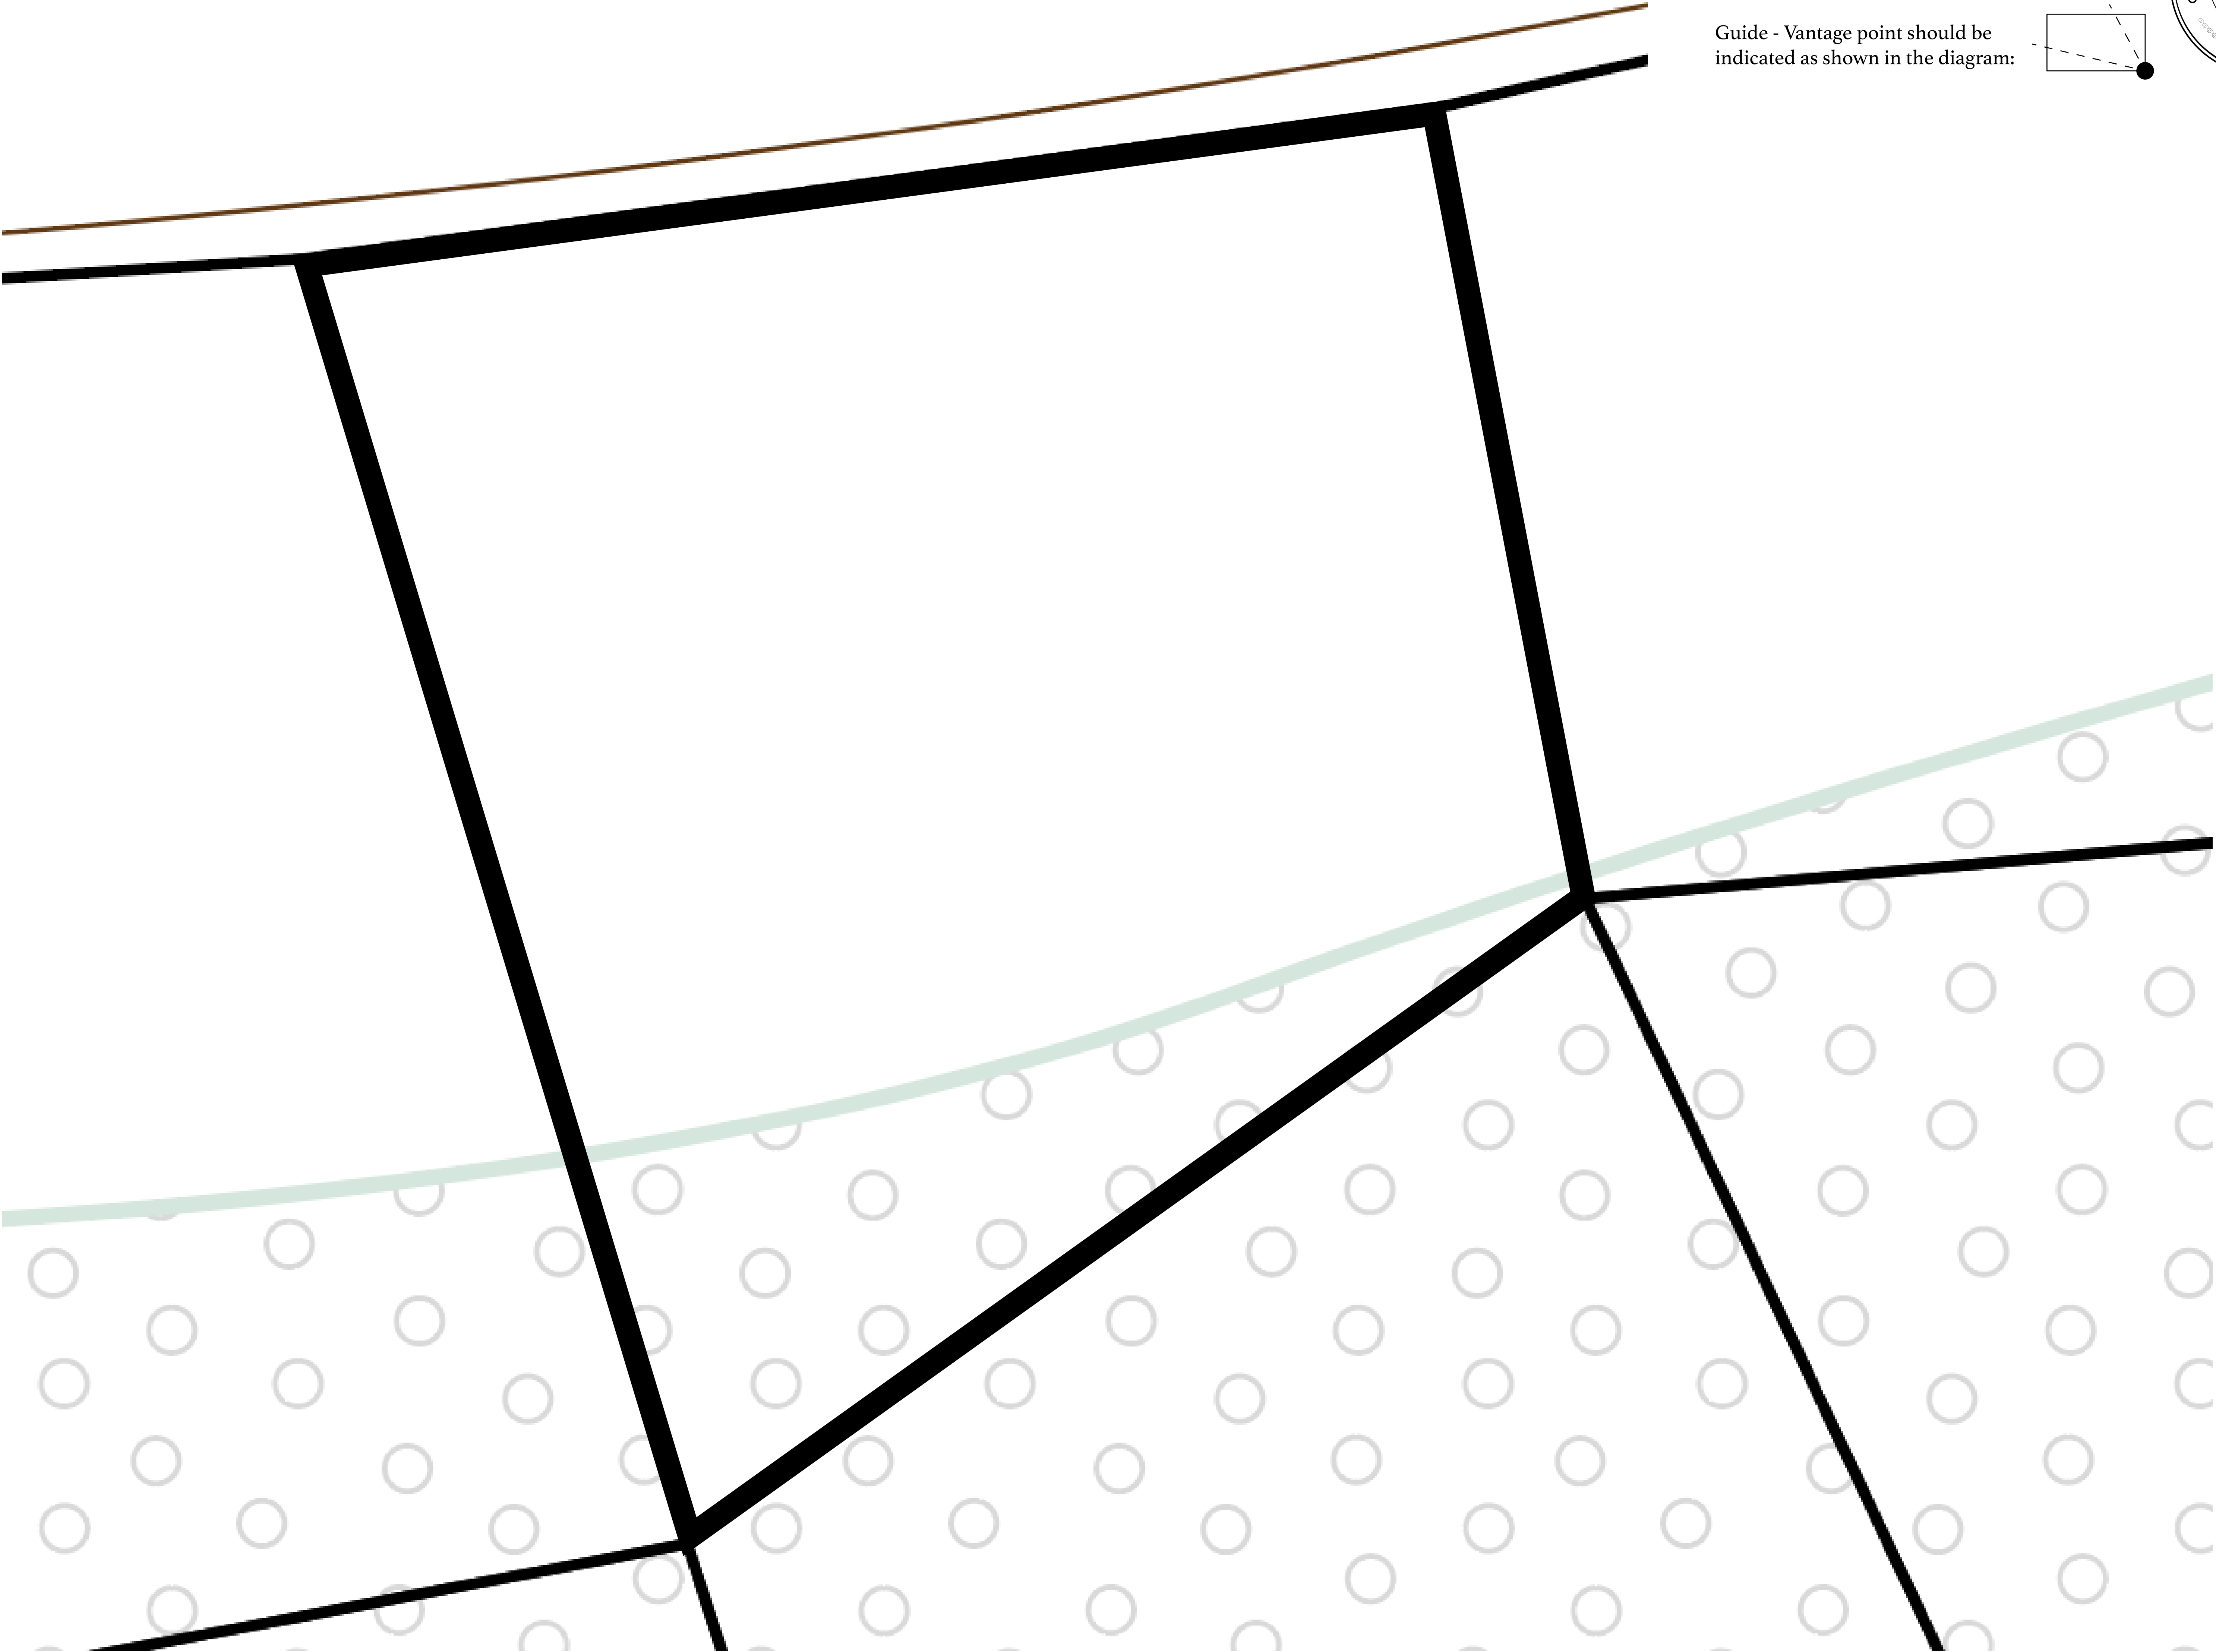 Guide - Vantage point should be
indicated as shown in the diagram: